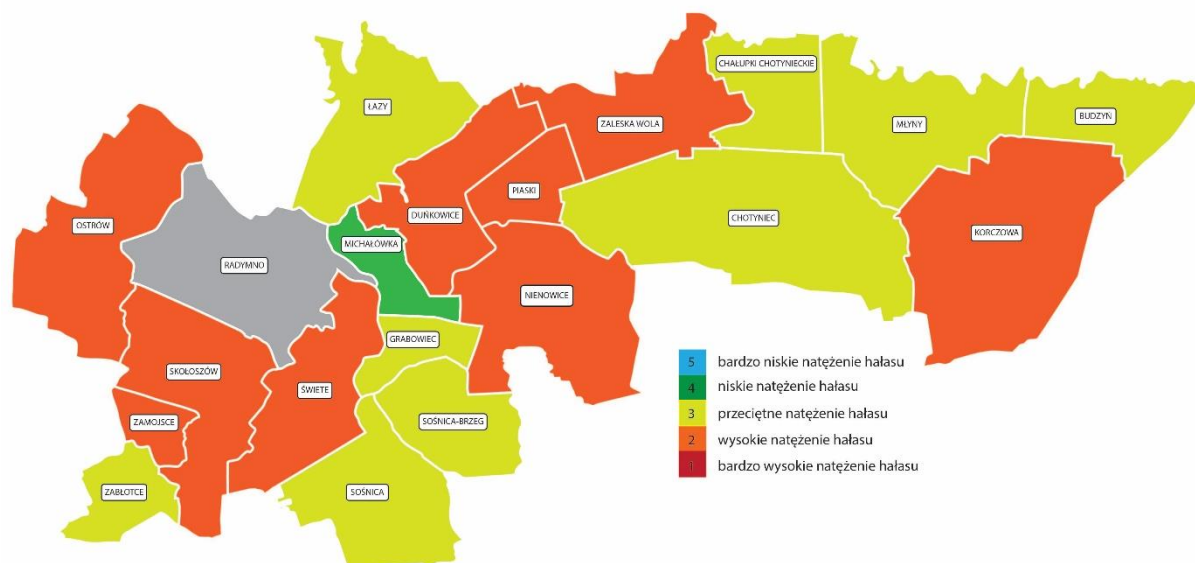 CHAŁUPKI CHOTYNIECKIE
ŁAZY
ZALESKA WOLA
MŁYNY
BUDZYŃ
PIASKI
DUŃKOWICE
CHOTYNIEC
OSTRÓW
KORCZOWA
MICHAŁÓWKA
RADYMNO
NIENOWICE
GRABOWIEC
SKOŁOSZÓW
ŚWIETE
SOŚNICA-BRZEG
ZAMOJSCE
ZABŁOTCE
SOŚNICA
5 bardzo niskie natężenie hałasu
4 niskie natężenie hałasu
3 przeciętne natężenie hałasu
2 wysokie natężenie hałasu
1 bardzo wysokie natężenie hałasu